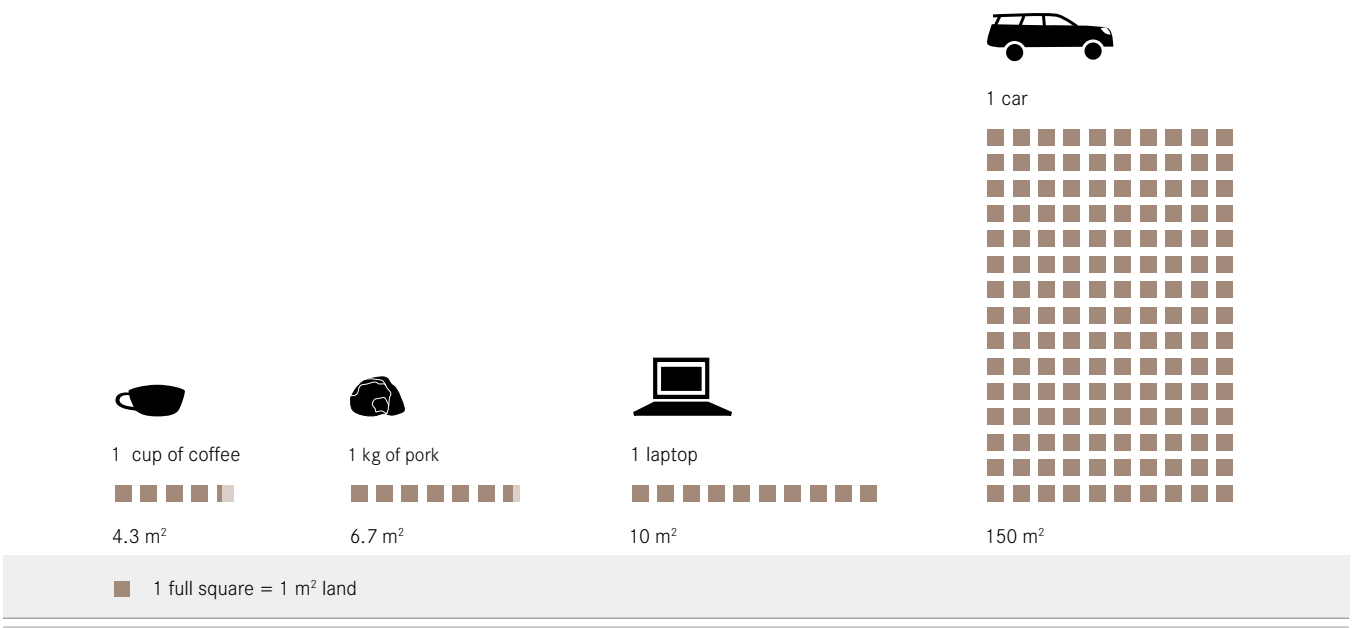 1 car
1 cup of coffee
1 kg of pork
1 laptop
4.3 m²
6.7 m²
10 m²
150 m²
1 full square = 1 m² land